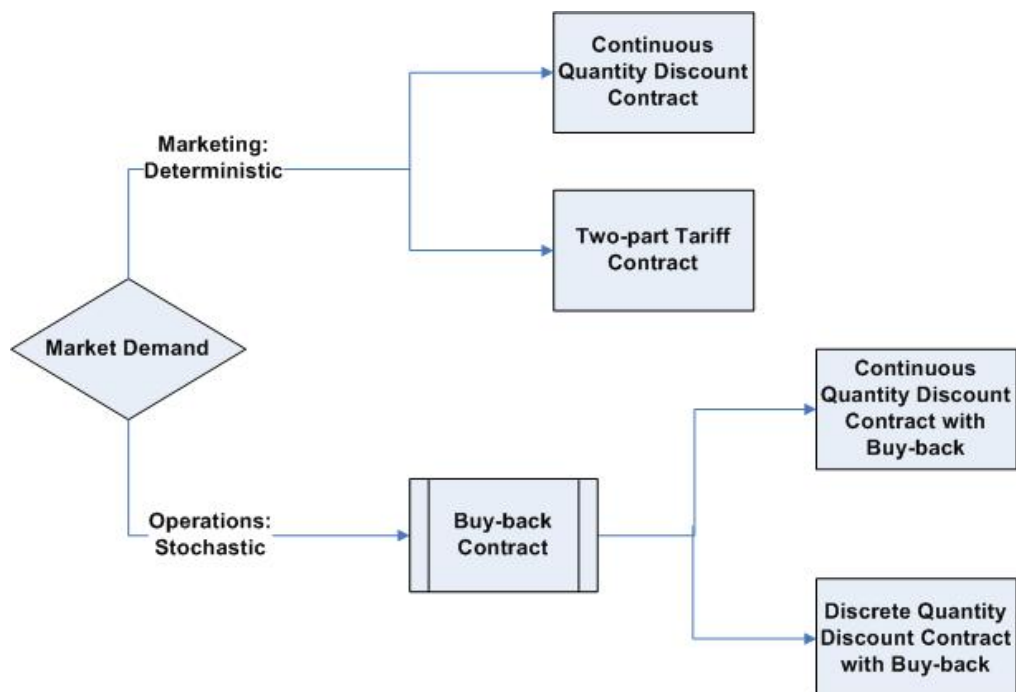 Continuous
Quantity Discount
Contract
Marketing:
Deterministic
Two-part Tariff
Contract
Market Demand
Continuous
Quantity Discount
Contract with
Buy-back
Operations:
Stochastic
Buy-back
Contract
Discrete Quantity
Discount Contract
with Buy-back